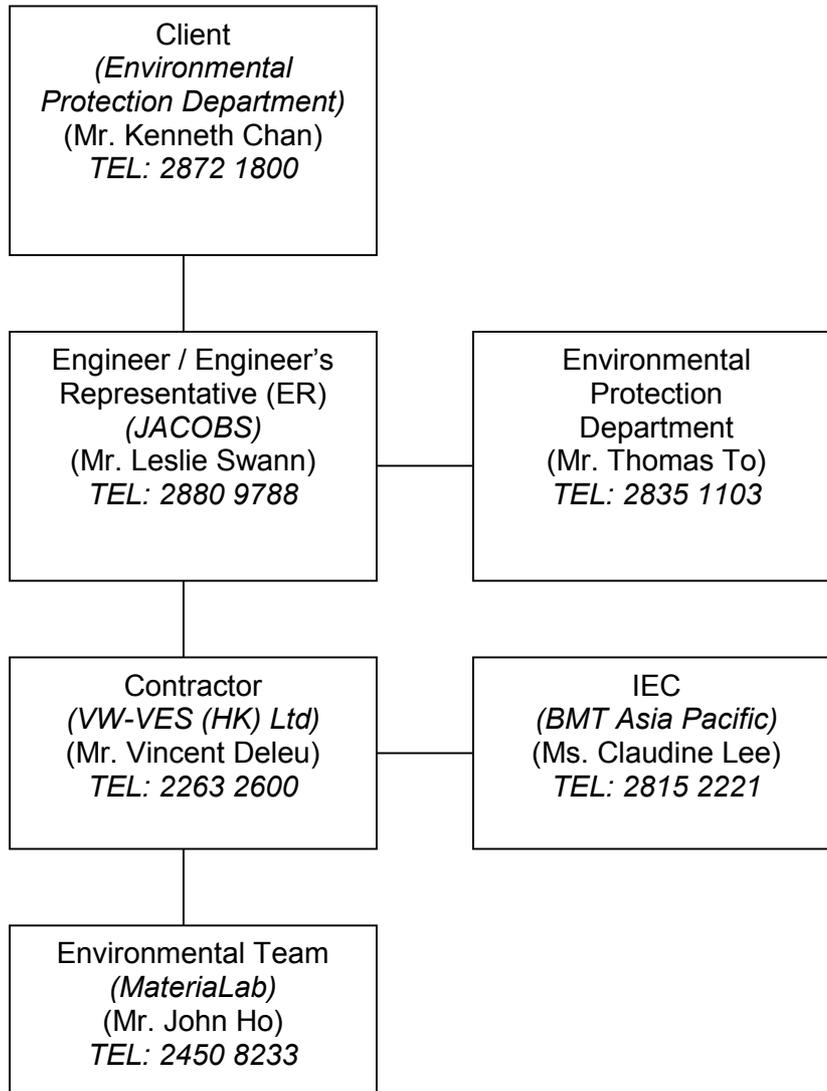 Client
(Environmental
Protection Department)
(Mr. Kenneth Chan)
TEL: 2872 1800
Engineer / Engineer’s
Representative (ER)
(JACOBS)
(Mr. Leslie Swann)
TEL: 2880 9788
Environmental
Protection
Department
(Mr. Thomas To)
TEL: 2835 1103
Contractor
(VW-VES (HK) Ltd)
(Mr. Vincent Deleu)
TEL: 2263 2600
IEC
(BMT Asia Pacific)
(Ms. Claudine Lee)
TEL: 2815 2221
Environmental Team
(MateriaLab)
(Mr. John Ho)
TEL: 2450 8233